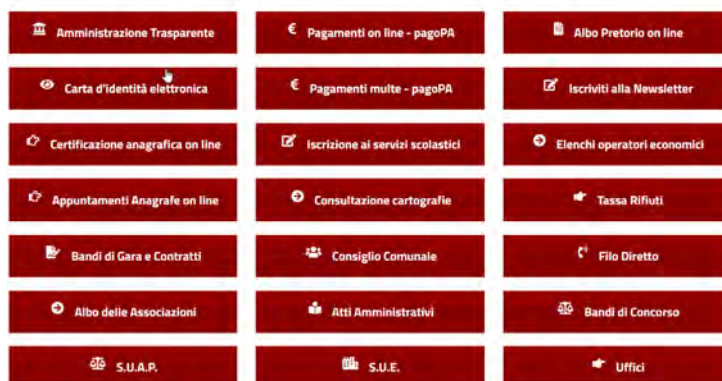 Amministrazione Trasparente
Pagamenti on line - pagoPA
Albo Pretorio on line
Carta d'identità elettronica
Pagamenti multe - pagoPA
Iscriviti alla Newsletter
Certificazione anagrafica on line
Iscrizione ai servizi scolastici
Elenchi operatori economici
Appuntamenti Anagrafe on line
Consultazione cartografie
Tassa Rifiuti
Bandi di Gara e Contratti
Consiglio Comunale
Filo Diretto
Albo delle Associazioni
Atti Amministrativi
Bandi di Concorso
S.U.A.P.
S.U.E.
Uffici